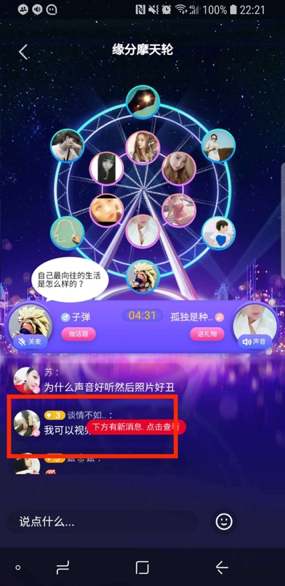 100% 22:21
缘分摩天轮
自己最向往的生活
是怎么样的？
子弹
04:31
孤独是种..
抛话题
送礼物
关麦
声音
苏：
为什么声音好听然后照片好丑
3 谈情不如..：
我可以视频
下方有新消息. 点击查看
说点什么...